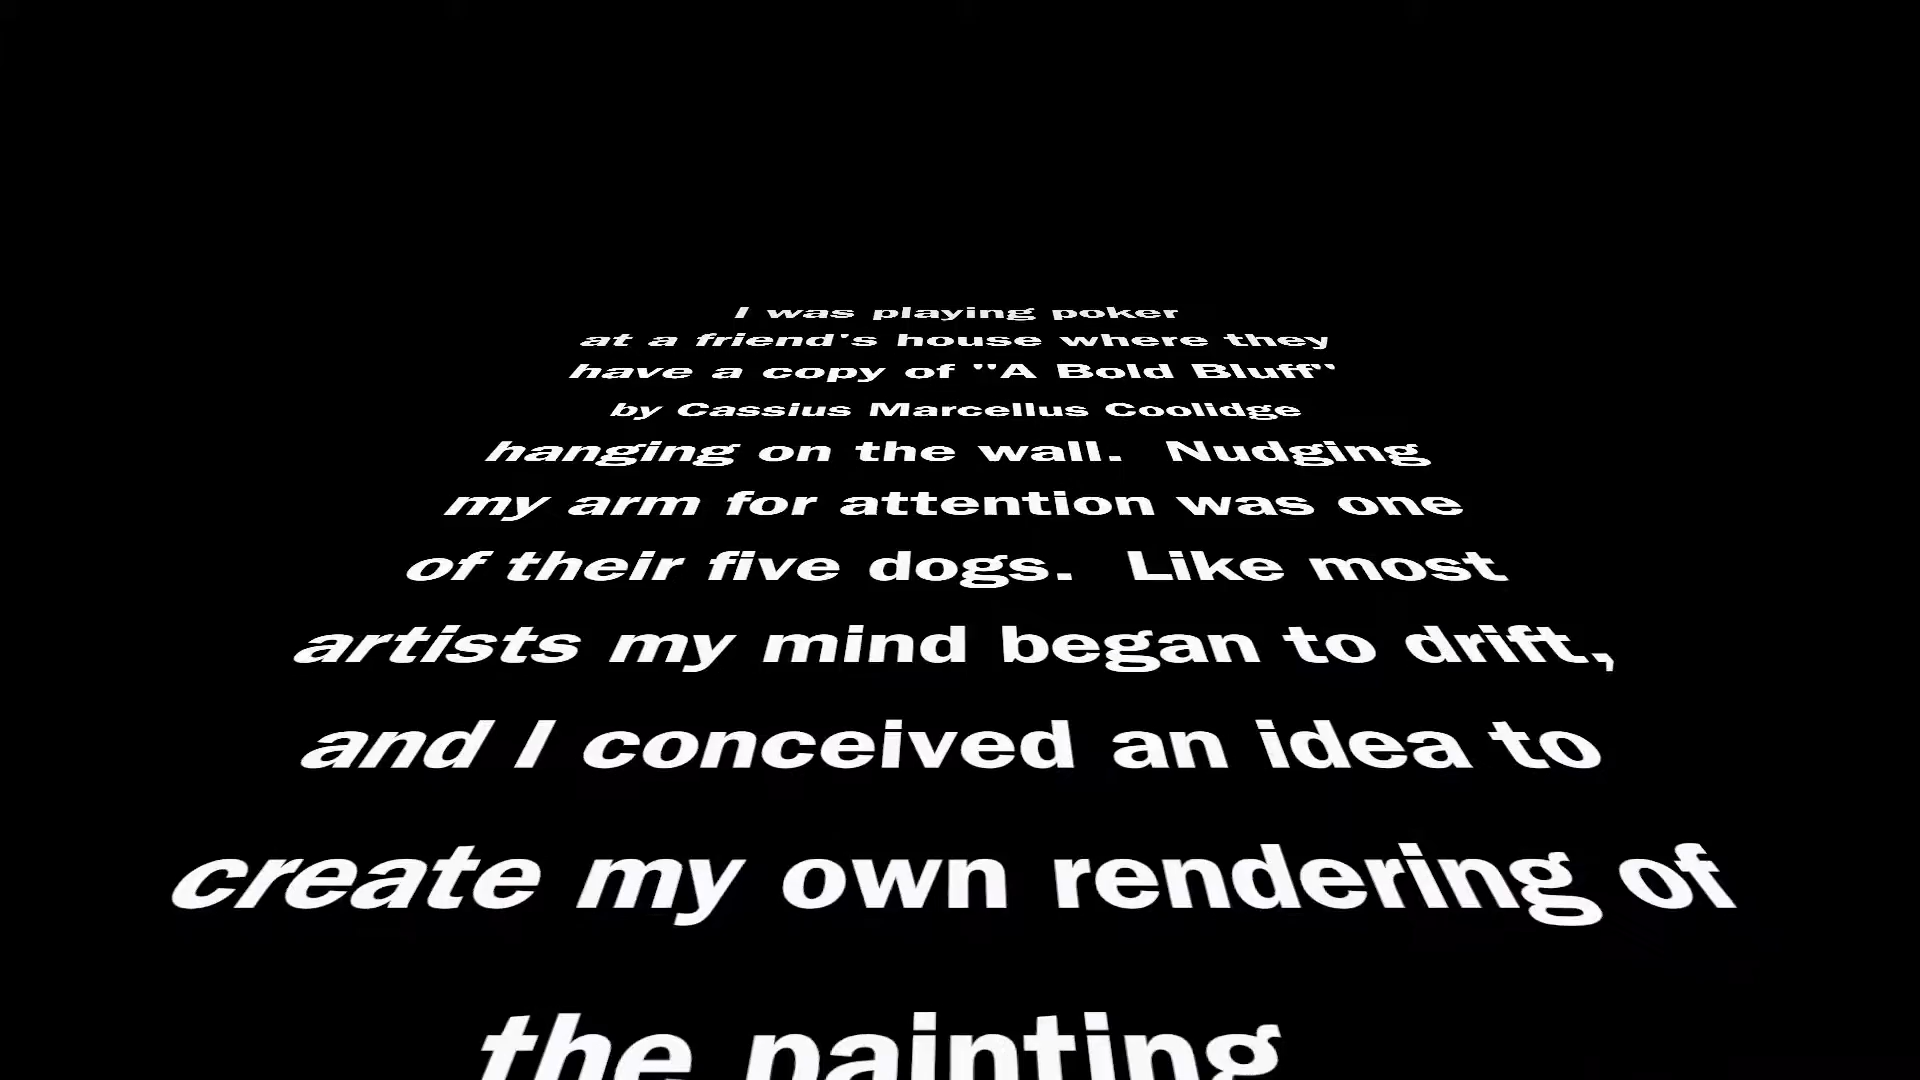 I was playing poker
at a friend's house where they
have a copy of "A Bold Bluff"
by Cassius Marcellus Coolidge
hanging on the wall.  Nudging
my arm for attention was one
of their five dogs.  Like most
artists my mind began to drift,
and I conceived an idea to
create my own rendering of
the painting